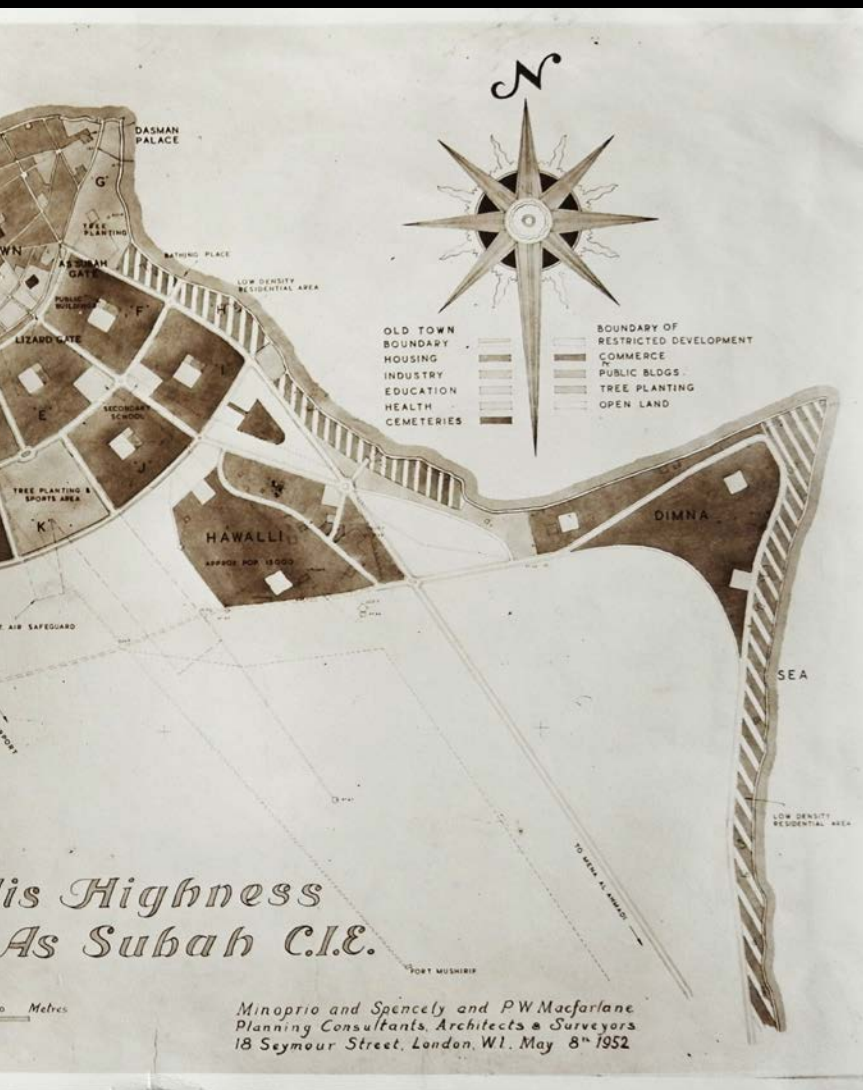 N
DASMAN
PALACE
"G"
TREE
PLANTING
WN
AS SUBAH
GATE
BATHING PLACE
LOW DENSITY
RESIDENTIAL AREA
PUBLIC
BUILDINGS
"F"
"H"
LIZARD GATE
"I"
"E"
SECONDARY
SCHOOL
"J"
TREE PLANTING &
SPORTS AREA
"K"
OLD TOWN
BOUNDARY
HOUSING
INDUSTRY
EDUCATION
HEALTH
CEMETERIES
BOUNDARY OF
RESTRICTED DEVELOPMENT
COMMERCE
PUBLIC BLDGS.
TREE PLANTING
OPEN LAND
HAWALLI
APPROX POP. 13000
DIMNA
AIR SAFEGUARD
SEA
PORT
LOW DENSITY
RESIDENTIAL AREA
TO MENA AL AHMADI
is Highness
As Subah C.I.E.
FORT MUSHIRIF
o Metres
Minoprio and Spencely and P W Macfarlane
Planning Consultants, Architects & Surveyors
18 Seymour Street, London, W1. May 8th 1952